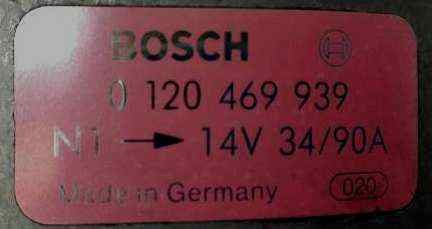 BOSCH
0 120 469 939
N1 → 14V 34/90A
Made in Germany 020